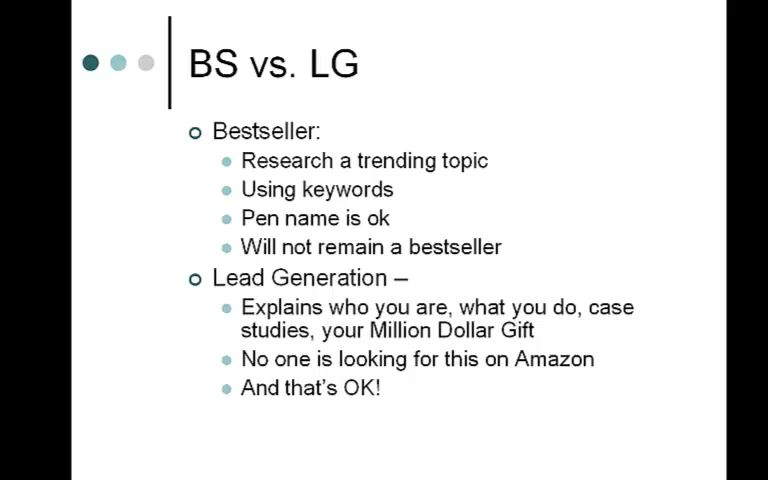 BS vs. LG
Bestseller:
Research a trending topic
Using keywords
Pen name is ok
Will not remain a bestseller
Lead Generation –
Explains who you are, what you do, case
studies, your Million Dollar Gift
No one is looking for this on Amazon
And that's OK!